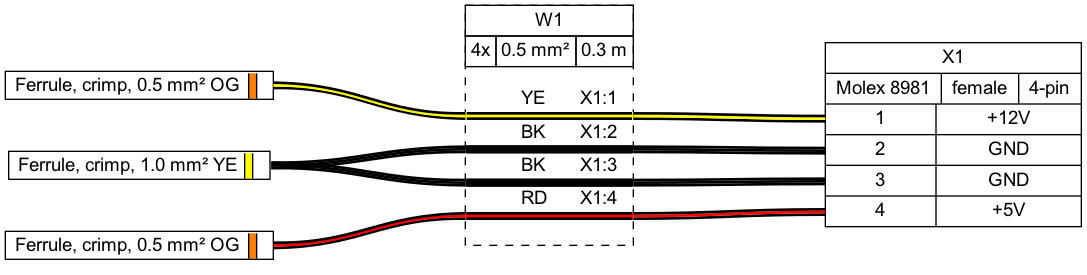 W1
4x 0.5 mm² 0.3 m
Ferrule, crimp, 0.5 mm² OG
YE X1:1
BK X1:2
Ferrule, crimp, 1.0 mm² YE
BK X1:3
RD X1:4
Ferrule, crimp, 0.5 mm² OG
X1
Molex 8981 female 4-pin
1 +12V
2 GND
3 GND
4 +5V